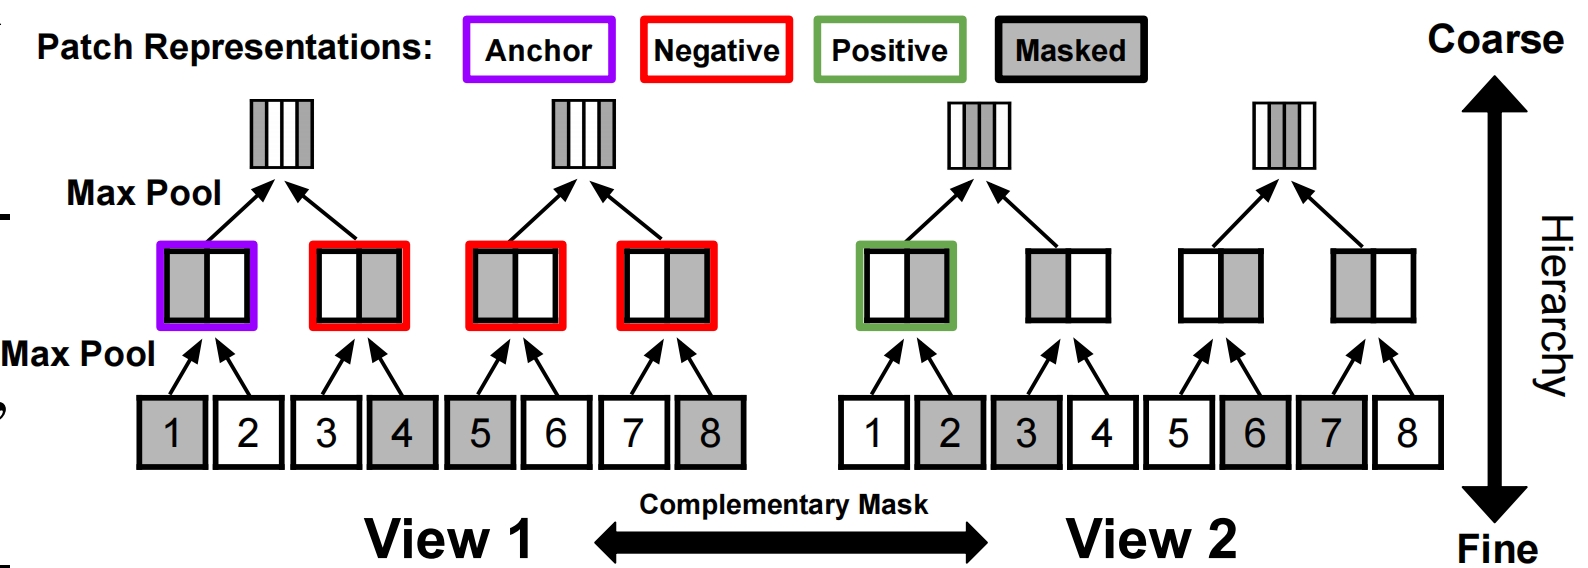 Patch Representations: Anchor Negative Positive Masked
Coarse
Max Pool
Hierarchy
Max Pool
1 2 3 4 5 6 7 8 1 2 3 4 5 6 7 8
Complementary Mask
View 1 View 2
Fine
,